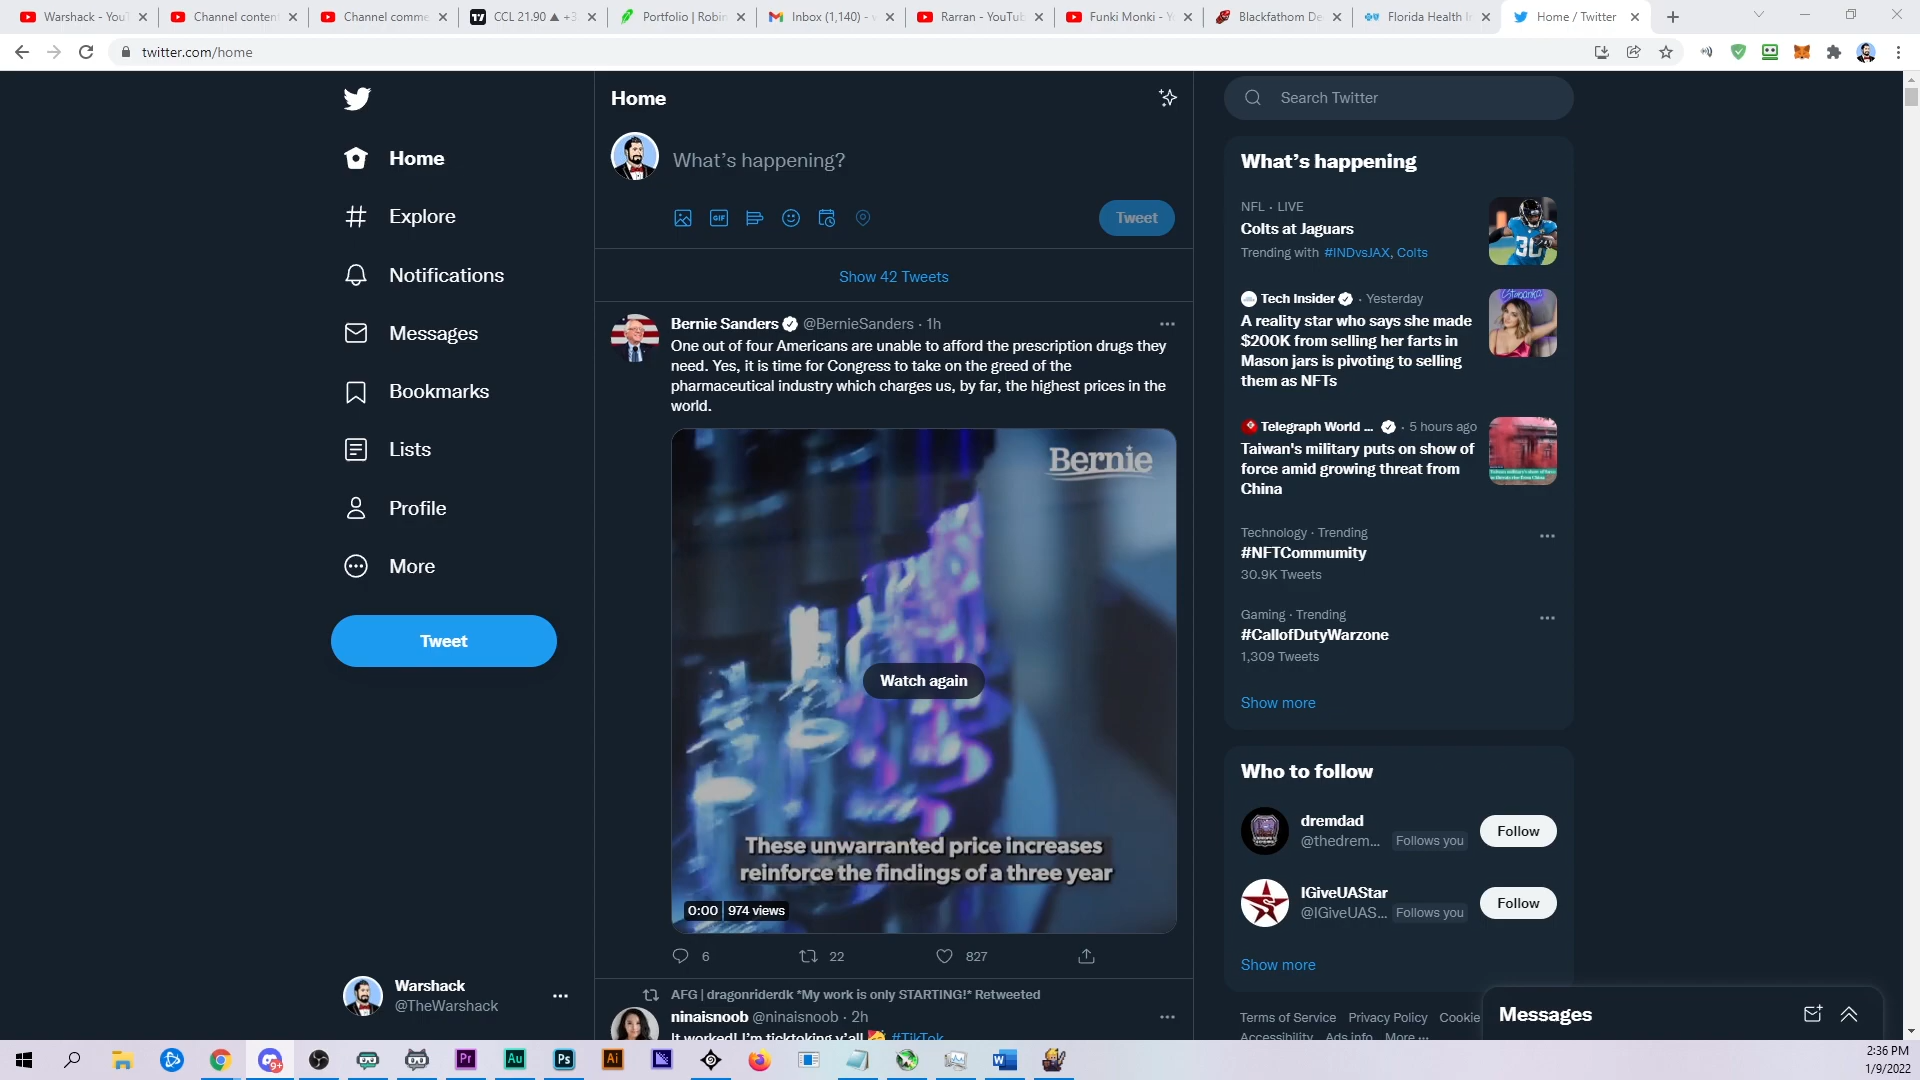 Warshack - YouT
Channel conten
Channel comme
CCL 21.90 ▲ +3
Portfolio | Robin
Inbox (1,140) - w
Rarran - YouTub
Funki Monki - Y
Blackfathom De
Florida Health In
Home / Twitter
twitter.com/home
Home
Explore
Notifications
Messages
Bookmarks
Lists
Profile
More
Tweet
Warshack
@TheWarshack
Home
What's happening?
GIF
Tweet
Show 42 Tweets
Bernie Sanders @BernieSanders · 1h
One out of four Americans are unable to afford the prescription drugs they
need. Yes, it is time for Congress to take on the greed of the
pharmaceutical industry which charges us, by far, the highest prices in the
world.
Bernie
Watch again
These unwarranted price increases
reinforce the findings of a three year
0:00 974 views
6 22 827
AFG | dragonriderdk *My work is only STARTING!* Retweeted
ninaisnoob @ninaisnoob · 2h
It worked! I'm ticktoking y'all #TikTok
Search Twitter
What's happening
NFL · LIVE
Colts at Jaguars
Trending with #INDvsJAX, Colts
Tech Insider · Yesterday
A reality star who says she made
$200K from selling her farts in
Mason jars is pivoting to selling
them as NFTs
Telegraph World ... · 5 hours ago
Taiwan's military puts on show of
force amid growing threat from
China
Technology · Trending
#NFTCommumity
30.9K Tweets
Gaming · Trending
#CallofDutyWarzone
1,309 Tweets
Show more
Who to follow
dremdad
@thedrem... Follows you
Follow
IGiveUAStar
@IGiveUAS... Follows you
Follow
Show more
Terms of Service Privacy Policy Cookie
Accessibility Ads info More ...
Messages
9+
Pr
Au
Ps
Ai
2:36 PM
1/9/2022